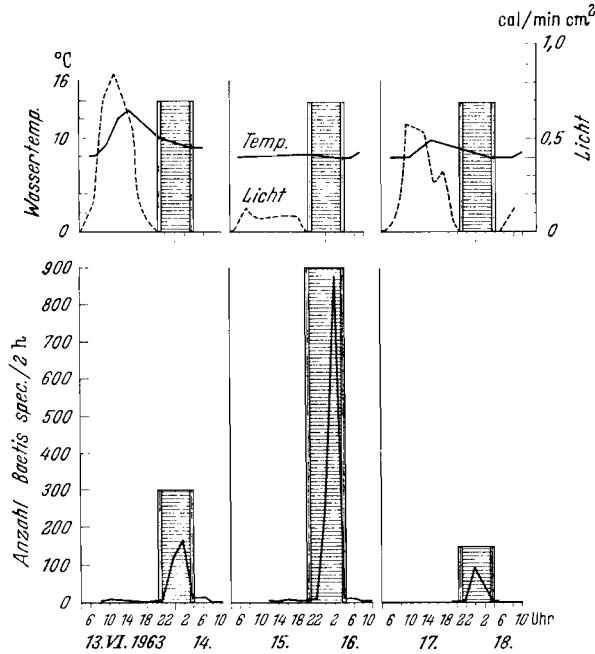 cal/min cm²
°C
1,0
16
10
0
Wassertemp.
Temp.
Licht
0,5
0
Licht
900
800
700
600
500
400
300
200
100
0
Anzahl Baetis spec./2 h
6 10 14 18 22 2 6 10
6 10 14 18 22 2 6 10
6 10 14 18 22 2 6 10 Uhr
13.VI.1963 14. 15. 16. 17. 18.